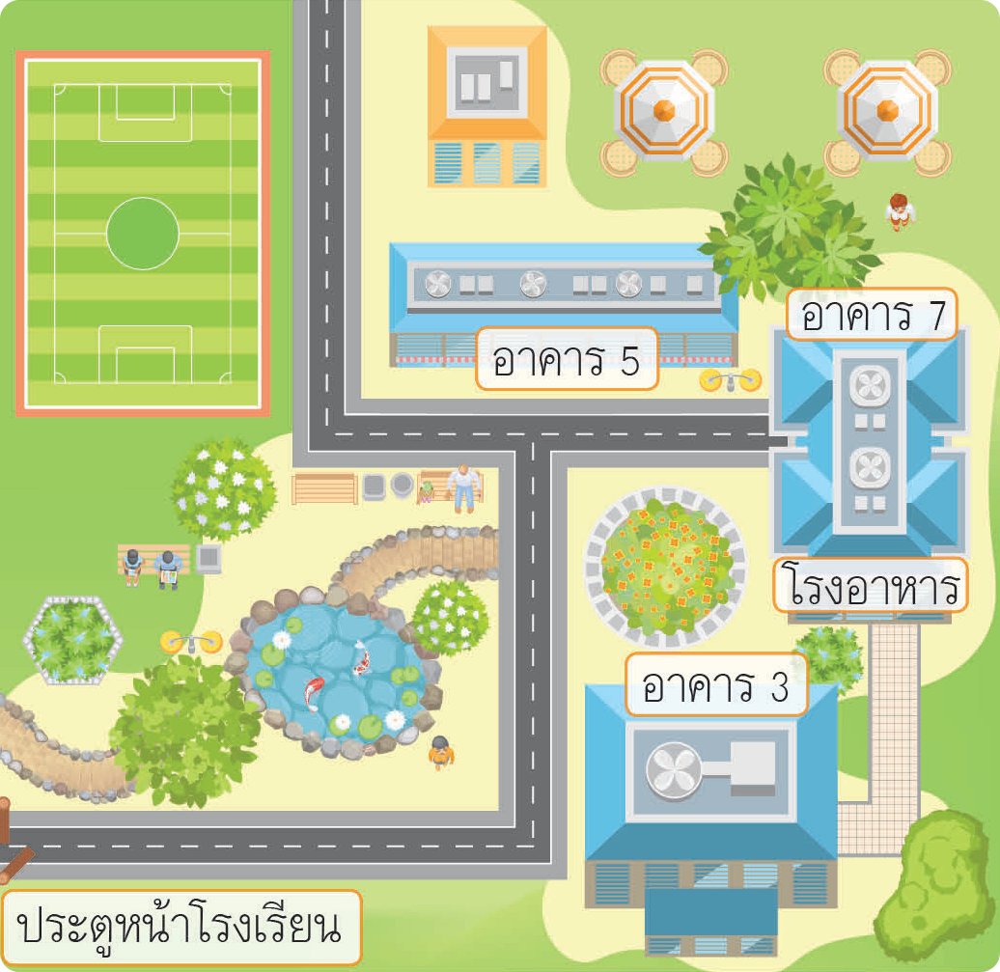 อาคาร 7
อาคาร 5
โรงอาหาร
อาคาร 3
ประตูหน้าโรงเรียน